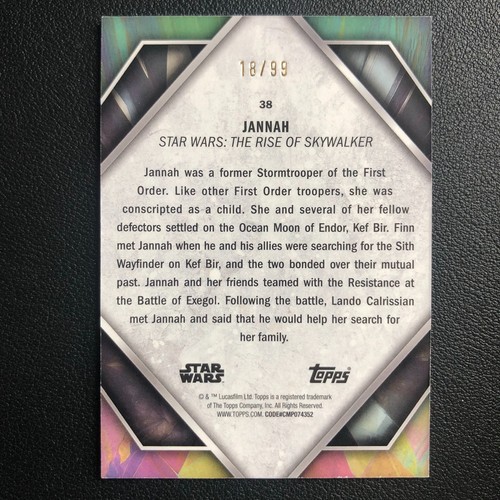 18/99
38
JANNAH
STAR WARS: THE RISE OF SKYWALKER
Jannah was a former Stormtrooper of the First
Order. Like other First Order troopers, she was
conscripted as a child. She and several of her fellow
defectors settled on the Ocean Moon of Endor, Kef Bir. Finn
met Jannah when he and his allies were searching for the Sith
Wayfinder on Kef Bir, and the two bonded over their mutual
past. Jannah and her friends teamed with the Resistance at
the Battle of Exegol. Following the battle, Lando Calrissian
met Jannah and said that he would help her search for
her family.
STAR WARS Topps
© & ™ Lucasfilm Ltd. Topps is a registered trademark
of The Topps Company, Inc. All Rights Reserved.
WWW.TOPPS.COM. CODE#CMP074352